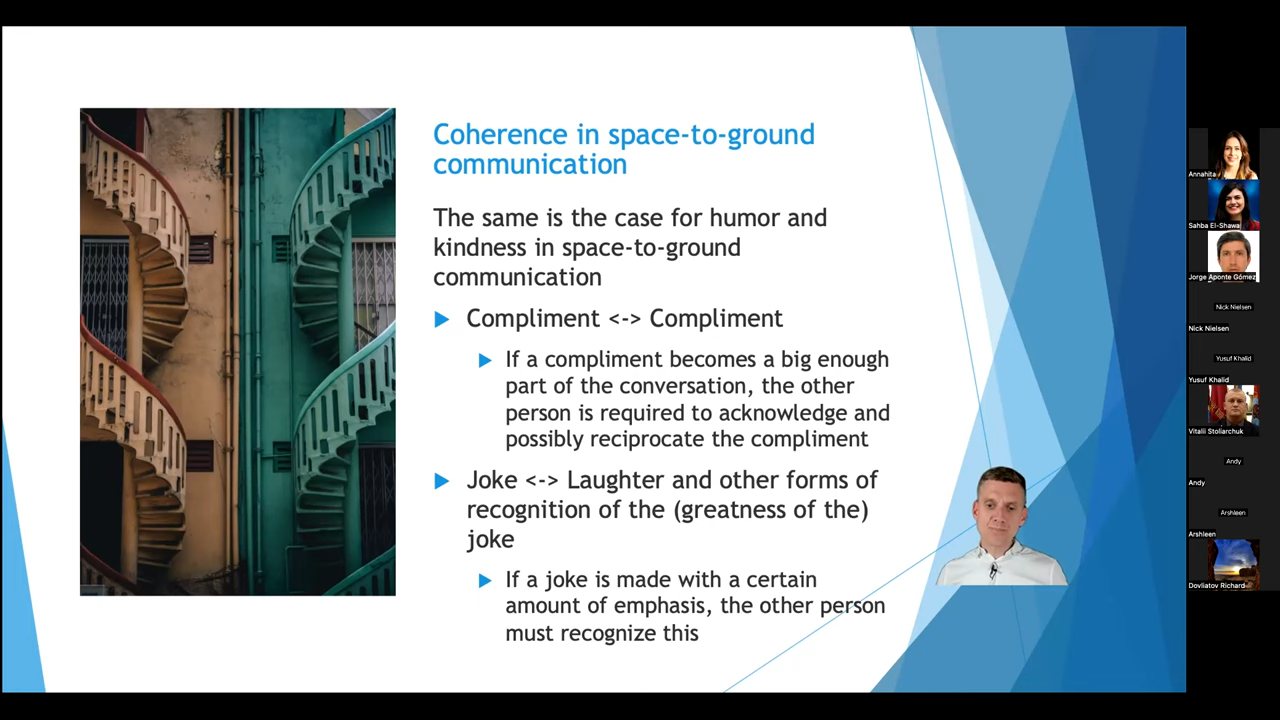 Coherence in space-to-ground
communication
The same is the case for humor and
kindness in space-to-ground
communication
Compliment <-> Compliment
If a compliment becomes a big enough
part of the conversation, the other
person is required to acknowledge and
possibly reciprocate the compliment
Joke <-> Laughter and other forms of
recognition of the (greatness of the)
joke
If a joke is made with a certain
amount of emphasis, the other person
must recognize this
Annahita
Sahba El-Shawa
Jorge Aponte Gómez
Nick Nielsen
Nick Nielsen
Yusuf Khalid
Yusuf Khalid
Vitalii Stoliarchuk
Andy
Andy
Arshleen
Arshleen
Dovliatov Richard